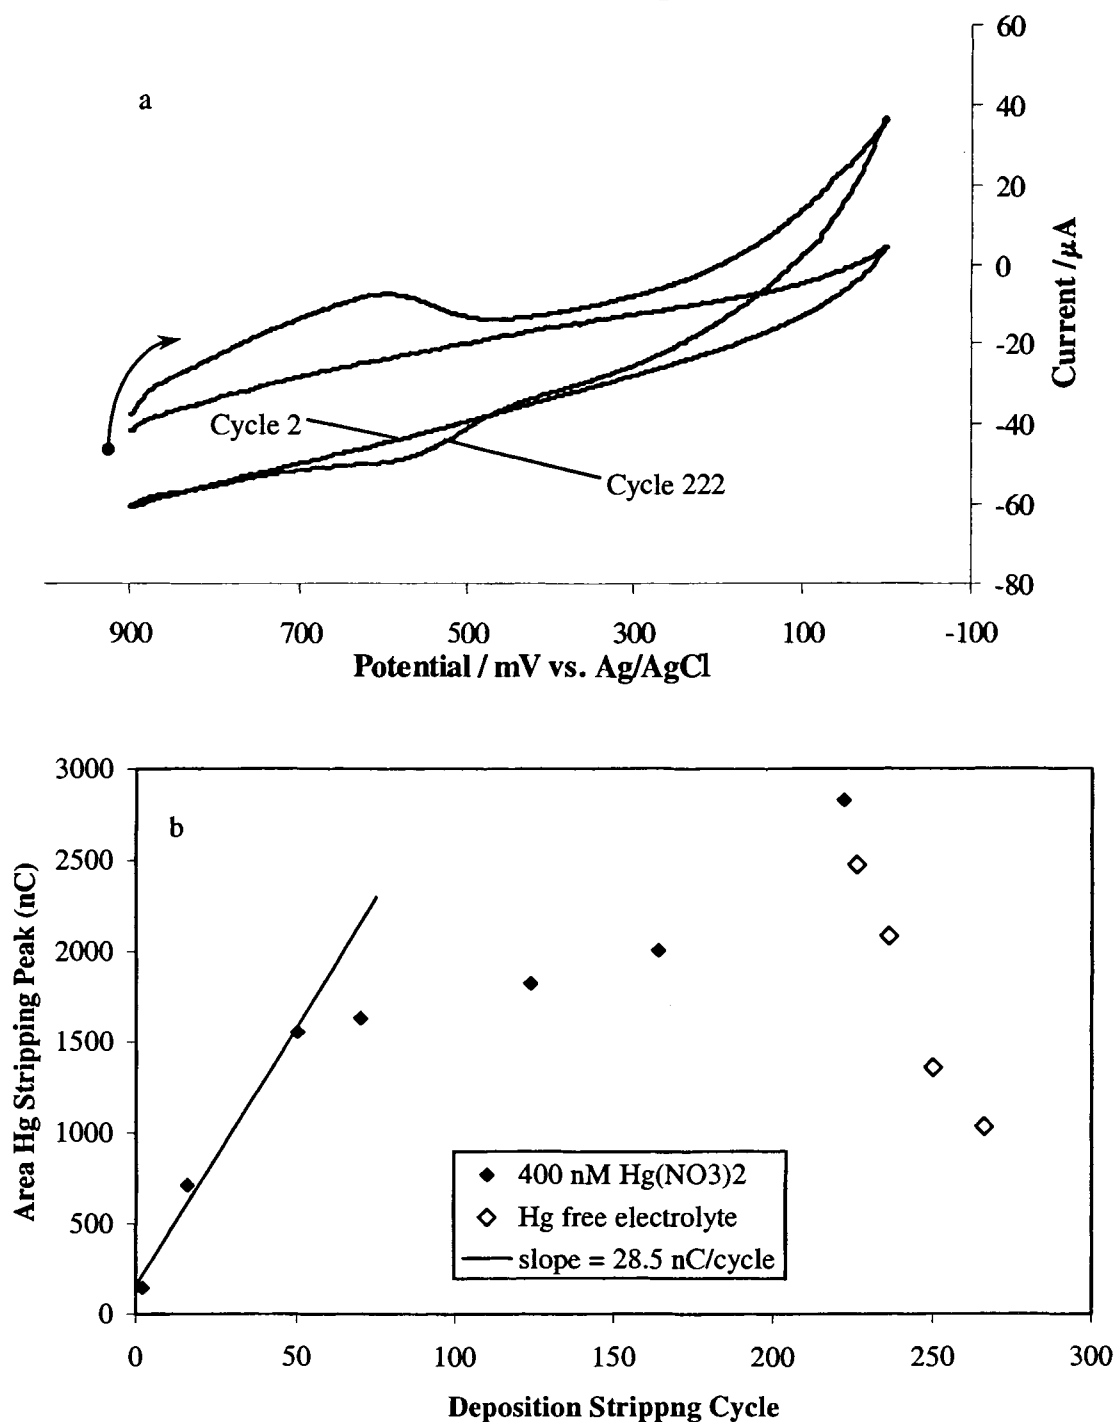 60
a
40
20
0
-20
-40
-60
-80
Current /μA
Cycle 2
Cycle 222
900 700 500 300 100 -100
Potential / mV vs. Ag/AgCl
3000
b
2500
2000
1500
1000
500
0
Area Hg Stripping Peak (nC)
400 nM Hg(NO3)2
Hg free electrolyte
slope = 28.5 nC/cycle
0 50 100 150 200 250 300
Deposition Strippng Cycle